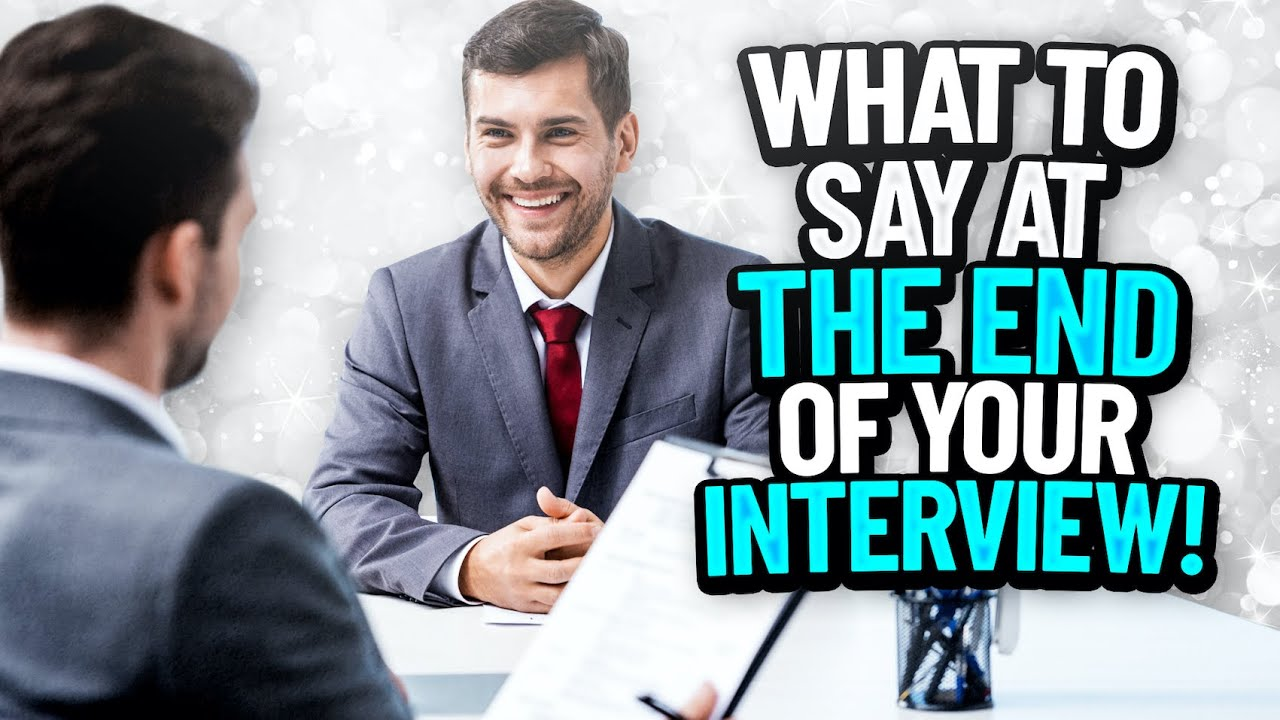 WHAT TO
SAY AT
THE END
OF YOUR
INTERVIEW!